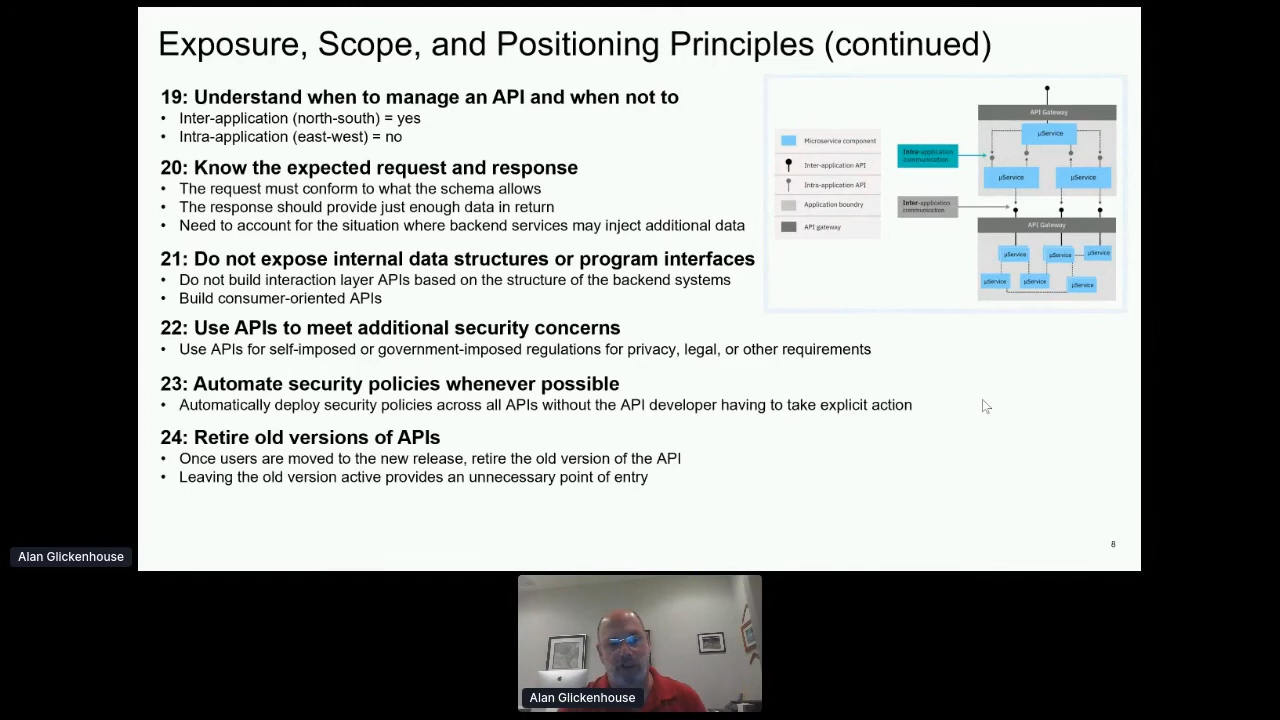 Exposure, Scope, and Positioning Principles (continued)
19: Understand when to manage an API and when not to
• Inter-application (north-south) = yes
• Intra-application (east-west) = no
20: Know the expected request and response
• The request must conform to what the schema allows
• The response should provide just enough data in return
• Need to account for the situation where backend services may inject additional data
21: Do not expose internal data structures or program interfaces
• Do not build interaction layer APIs based on the structure of the backend systems
• Build consumer-oriented APIs
22: Use APIs to meet additional security concerns
• Use APIs for self-imposed or government-imposed regulations for privacy, legal, or other requirements
23: Automate security policies whenever possible
• Automatically deploy security policies across all APIs without the API developer having to take explicit action
24: Retire old versions of APIs
• Once users are moved to the new release, retire the old version of the API
• Leaving the old version active provides an unnecessary point of entry
Microservice component
Inter-application API
Intra-application API
Application boundary
API gateway
Intra-application
communication
Inter-application
communication
API Gateway
µService
µService
µService
API Gateway
µService
µService
µService
µService
µService
µService
8
Alan Glickenhouse
Alan Glickenhouse